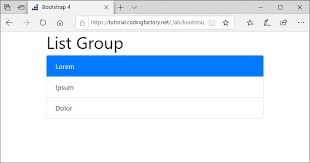 Bootstrap 4
https://tutorial.codingfactory.net/_lab/bootstrap
List Group
Lorem
Ipsum
Dolor